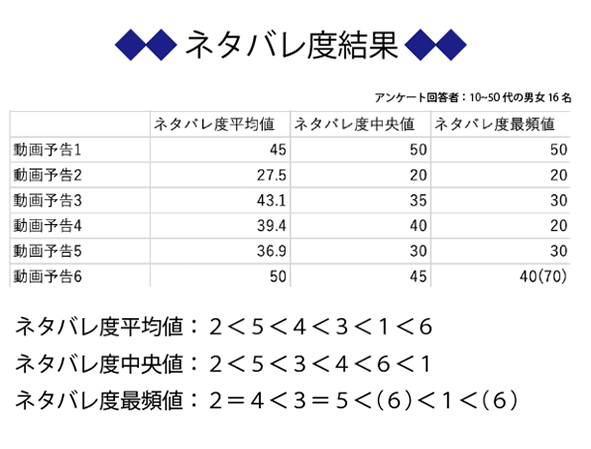 ◆◆ ネタバレ度結果 ◆◆
アンケート回答者：10~50代の男女16名
ネタバレ度平均値 ネタバレ度中央値 ネタバレ度最頻値
動画予告1 45 50 50
動画予告2 27.5 20 20
動画予告3 43.1 35 30
動画予告4 39.4 40 20
動画予告5 36.9 30 30
動画予告6 50 45 40(70)
ネタバレ度平均値：２＜５＜４＜３＜１＜６
ネタバレ度中央値：２＜５＜３＜４＜６＜１
ネタバレ度最頻値：２＝４＜３＝５＜(６)＜１＜(６)